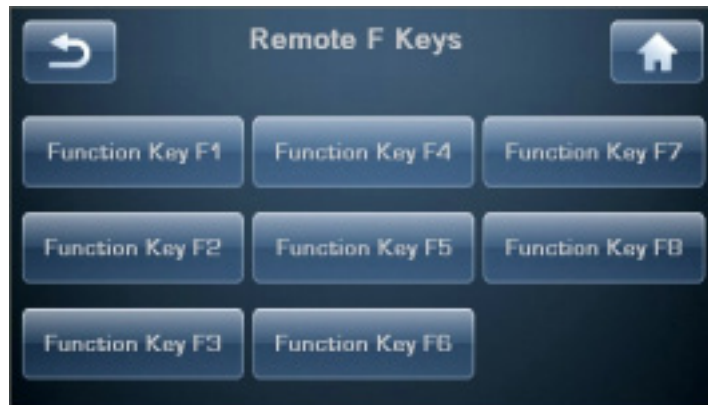 Remote F Keys
Function Key F1
Function Key F4
Function Key F7
Function Key F2
Function Key F5
Function Key F8
Function Key F3
Function Key F6